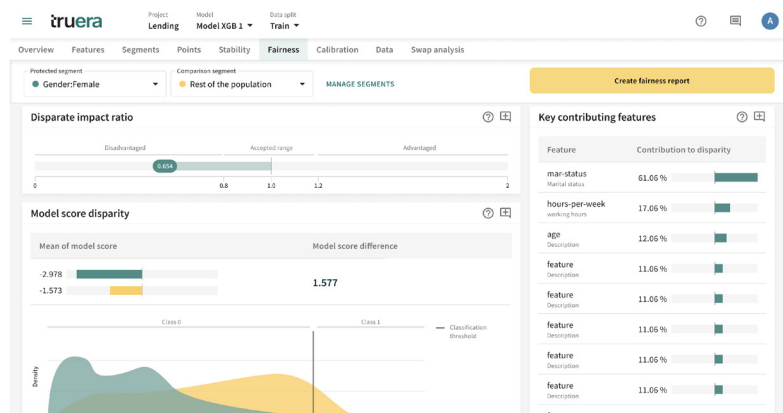 truera
Project
Lending
Model
Model XGB 1
Data split
Train
A
Overview Features Segments Points Stability Fairness Calibration Data Swap analysis
Protected segment
Gender:Female
Comparison segment
Rest of the population
MANAGE SEGMENTS
Create fairness report
Disparate impact ratio
Disadvantaged Accepted range Advantaged
0.654
0 0.8 1.0 1.2 2
Model score disparity
Mean of model score Model score difference
-2.978
-1.573
1.577
Class 0 Class 1
Classification
threshold
Density
Key contributing features
Feature Contribution to disparity
mar-status
Marital status
61.06 %
hours-per-week
working hours
17.06 %
age
Description
12.06 %
feature
Description
11.06 %
feature
Description
11.06 %
feature
Description
11.06 %
feature
Description
11.06 %
feature
Description
11.06 %